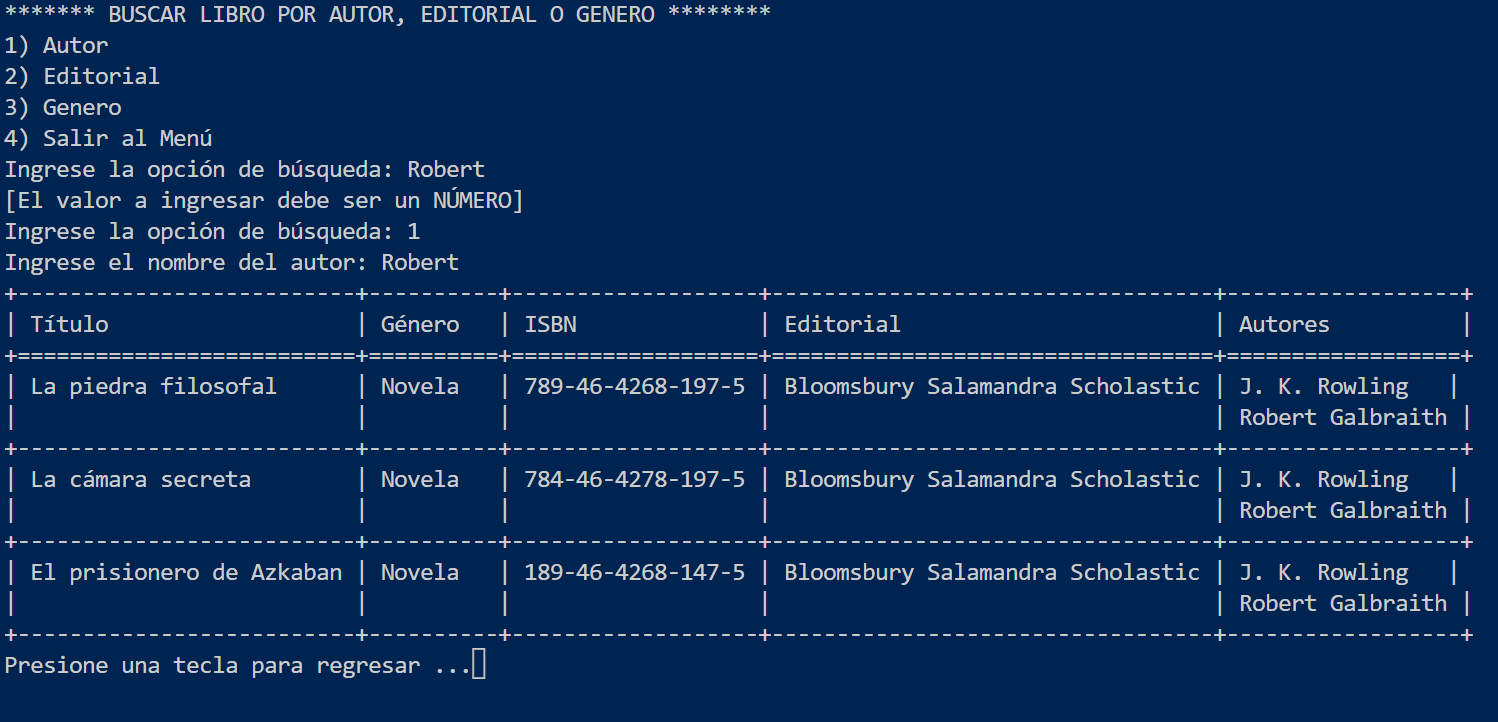 ******* BUSCAR LIBRO POR AUTOR, EDITORIAL O GENERO ********
1) Autor
2) Editorial
3) Genero
4) Salir al Menú
Ingrese la opción de búsqueda: Robert
[El valor a ingresar debe ser un NÚMERO]
Ingrese la opción de búsqueda: 1
Ingrese el nombre del autor: Robert
+--------------------------+----------+-------------------+----------------------------------+------------------+
| Título                   | Género   | ISBN              | Editorial                        | Autores          |
+==========================+==========+===================+==================================+==================+
| La piedra filosofal      | Novela   | 789-46-4268-197-5 | Bloomsbury Salamandra Scholastic | J. K. Rowling   |
|                          |          |                   |                                  | Robert Galbraith |
+--------------------------+----------+-------------------+----------------------------------+------------------+
| La cámara secreta        | Novela   | 784-46-4278-197-5 | Bloomsbury Salamandra Scholastic | J. K. Rowling   |
|                          |          |                   |                                  | Robert Galbraith |
+--------------------------+----------+-------------------+----------------------------------+------------------+
| El prisionero de Azkaban | Novela   | 189-46-4268-147-5 | Bloomsbury Salamandra Scholastic | J. K. Rowling   |
|                          |          |                   |                                  | Robert Galbraith |
+--------------------------+----------+-------------------+----------------------------------+------------------+
Presione una tecla para regresar ...